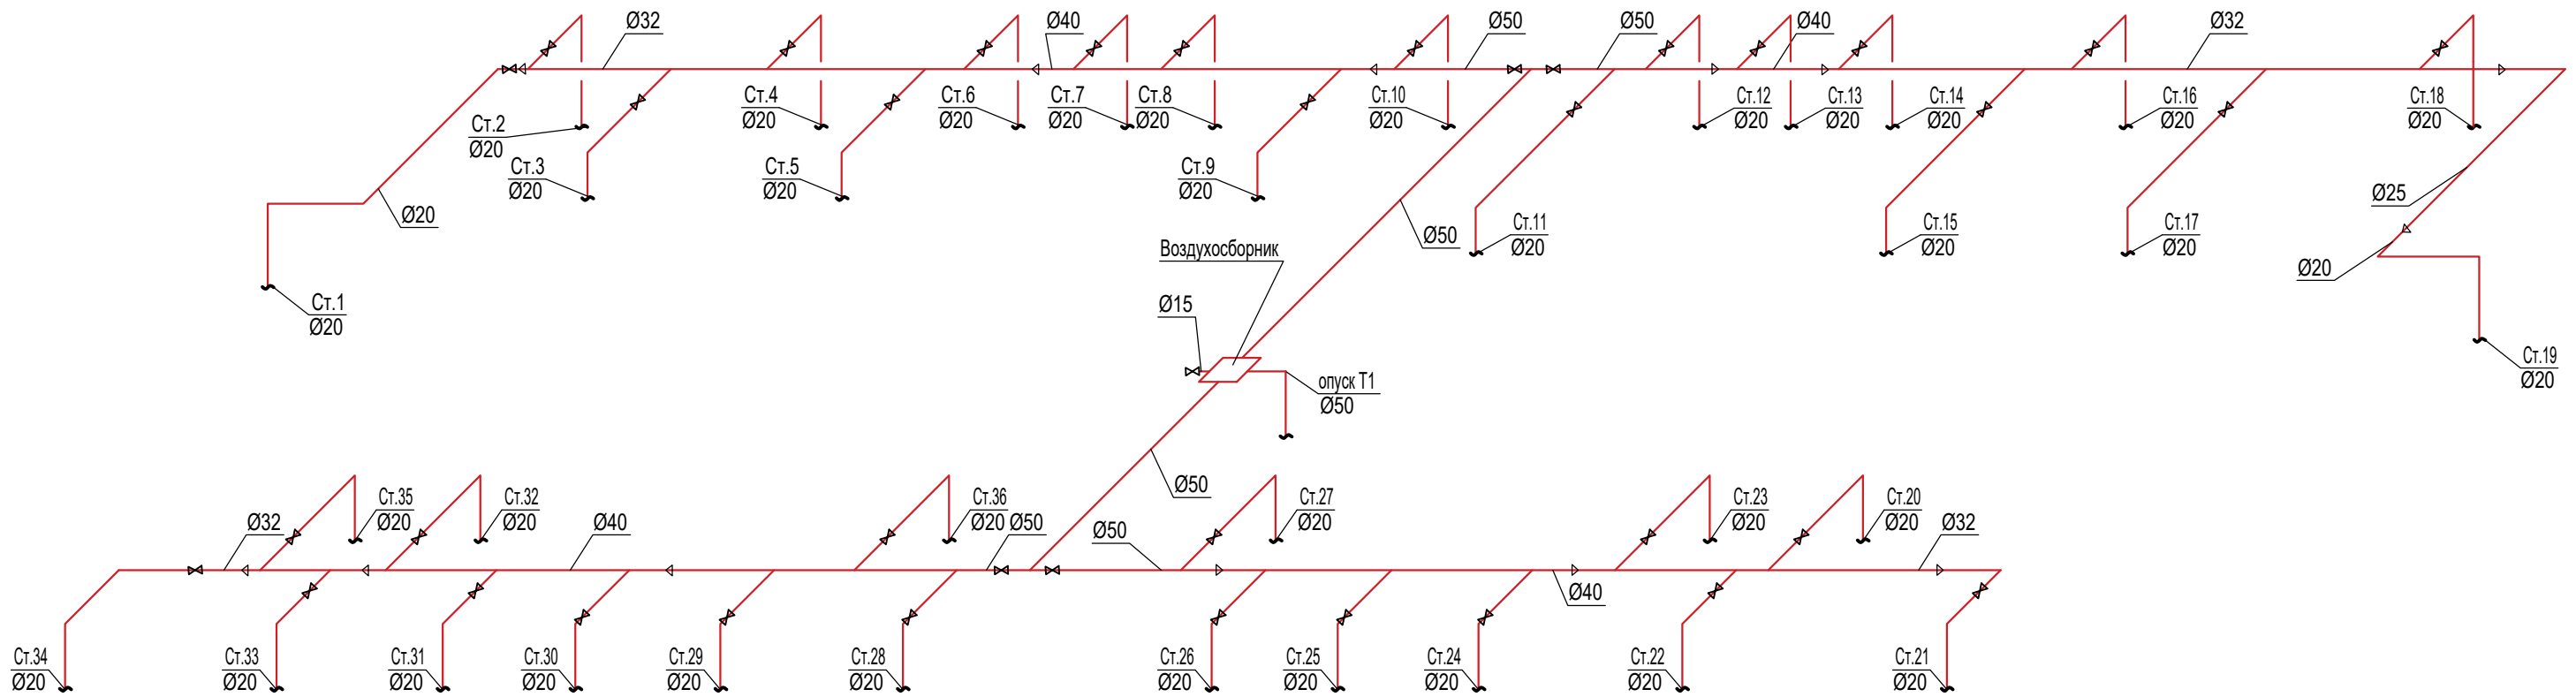 Ø32
Ø40
Ø50
Ø50
Ø40
Ø32
Ст.2
Ø20
Ст.3
Ø20
Ст.4
Ø20
Ст.5
Ø20
Ст.6
Ø20
Ст.7
Ø20
Ст.8
Ø20
Ст.9
Ø20
Ст.10
Ø20
Ст.11
Ø20
Ст.12
Ø20
Ст.13
Ø20
Ст.14
Ø20
Ст.15
Ø20
Ст.16
Ø20
Ст.17
Ø20
Ст.18
Ø20
Ø25
Ø20
Ст.19
Ø20
Ø20
Ст.1
Ø20
Ø50
Воздухосборник
Ø15
опуск Т1
Ø50
Ø50
Ø32
Ст.35
Ø20
Ст.32
Ø20
Ø40
Ст.36
Ø20
Ø50
Ø50
Ст.27
Ø20
Ø40
Ст.23
Ø20
Ст.20
Ø20
Ø32
Ст.34
Ø20
Ст.33
Ø20
Ст.31
Ø20
Ст.30
Ø20
Ст.29
Ø20
Ст.28
Ø20
Ст.26
Ø20
Ст.25
Ø20
Ст.24
Ø20
Ст.22
Ø20
Ст.21
Ø20